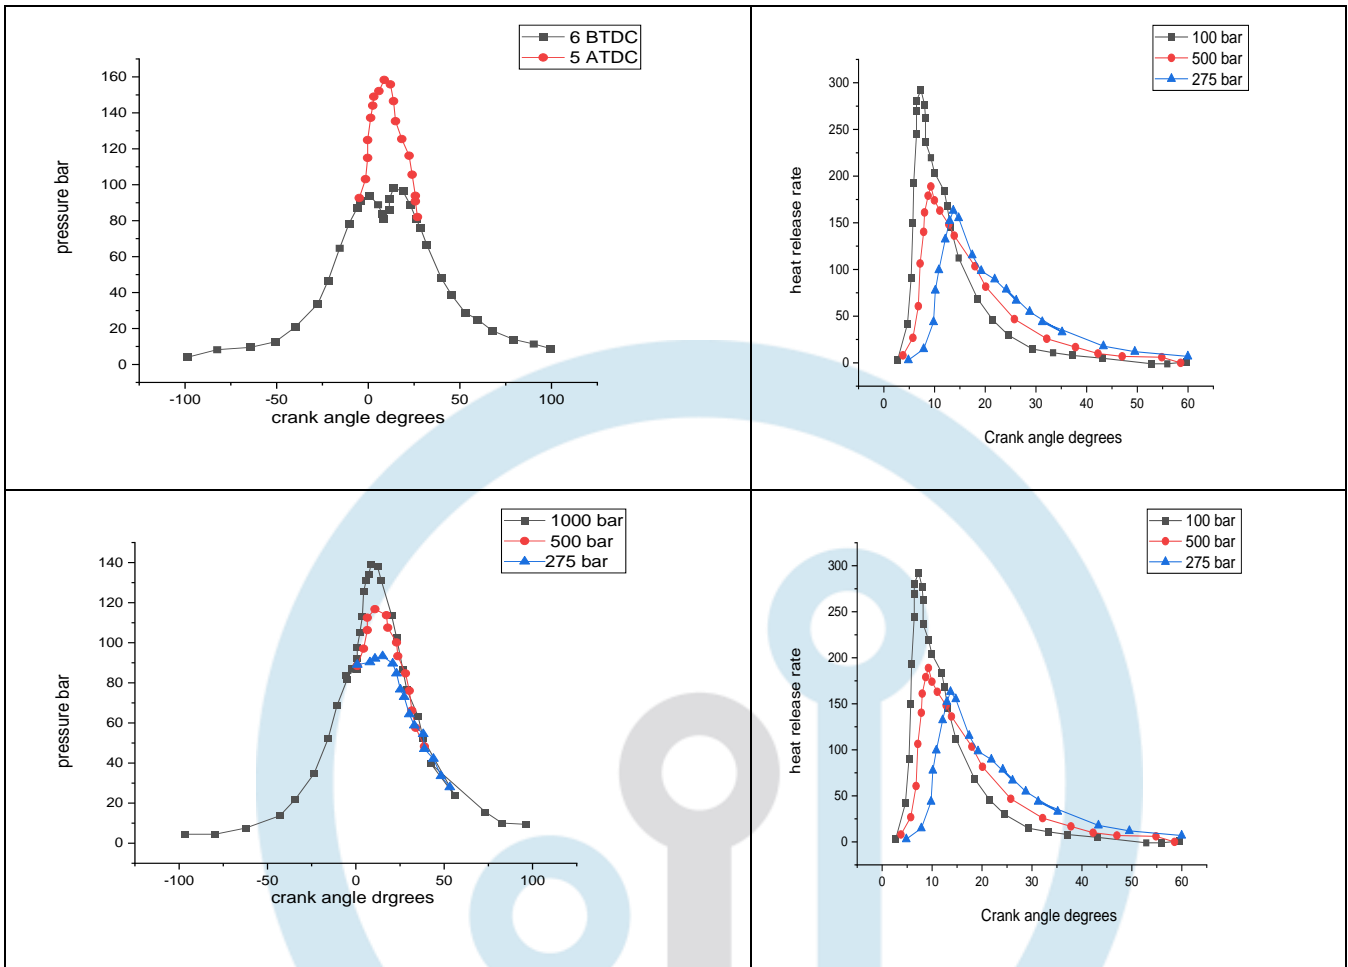 6 BTDC
5 ATDC
160
140
120
100
80
60
40
20
0
pressure bar
-100 -50 0 50 100
crank angle degrees
100 bar
500 bar
275 bar
300
250
200
150
100
50
0
heat release rate
0 10 20 30 40 50 60
Crank angle degrees
1000 bar
500 bar
275 bar
140
120
100
80
60
40
20
0
pressure bar
-100 -50 0 50 100
crank angle drgrees
100 bar
500 bar
275 bar
300
250
200
150
100
50
0
heat release rate
0 10 20 30 40 50 60
Crank angle degrees